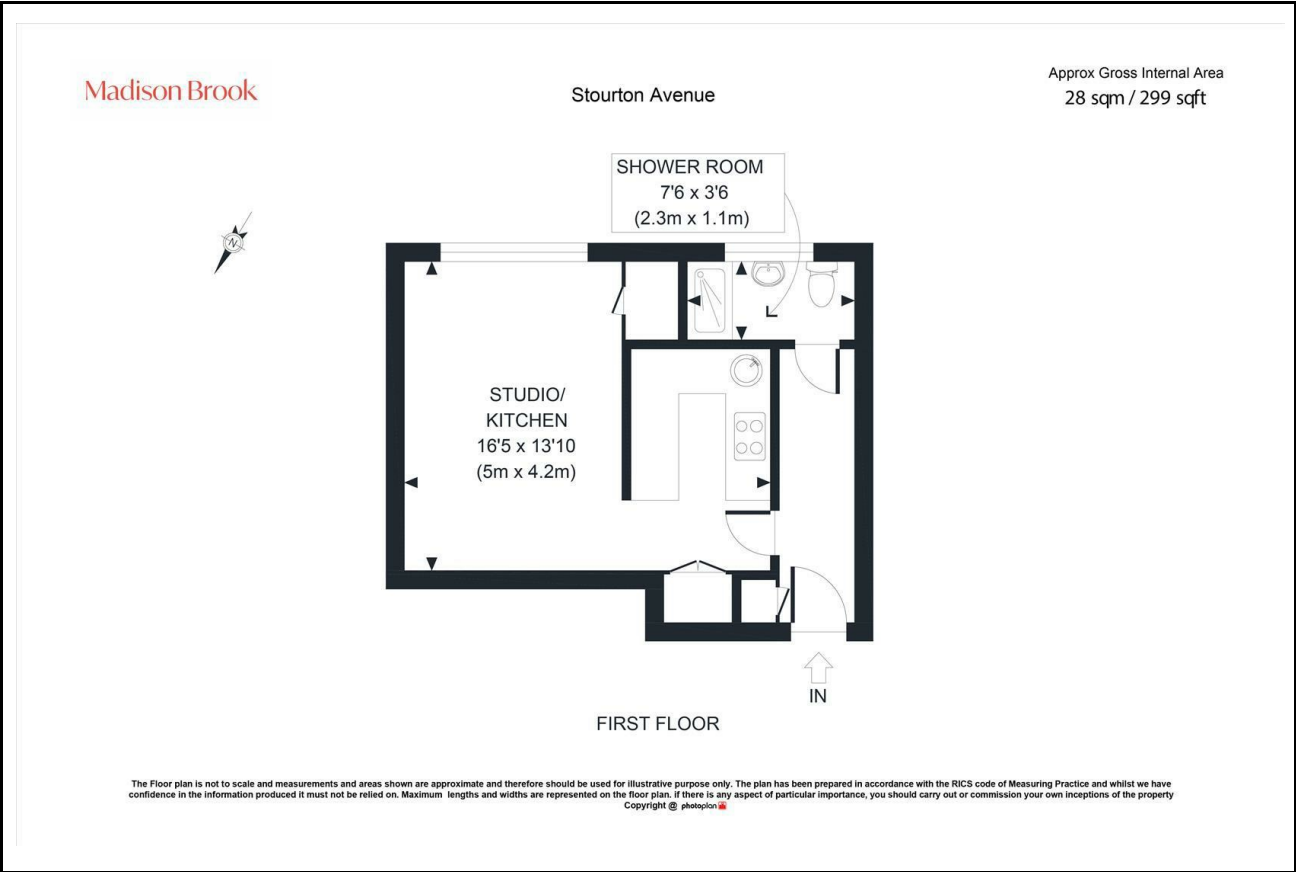 Madison Brook
Stourton Avenue
Approx Gross Internal Area
28 sqm / 299 sqft
SHOWER ROOM
7'6 x 3'6
(2.3m x 1.1m)
N
STUDIO/
KITCHEN
16'5 x 13'10
(5m x 4.2m)
IN
FIRST FLOOR
The Floor plan is not to scale and measurements and areas shown are approximate and therefore should be used for illustrative purpose only. The plan has been prepared in accordance with the RICS code of Measuring Practice and whilst we have
confidence in the information produced it must not be relied on. Maximum lengths and widths are represented on the floor plan. if there is any aspect of particular importance, you should carry out or commission your own inceptions of the property
Copyright @ photoplan